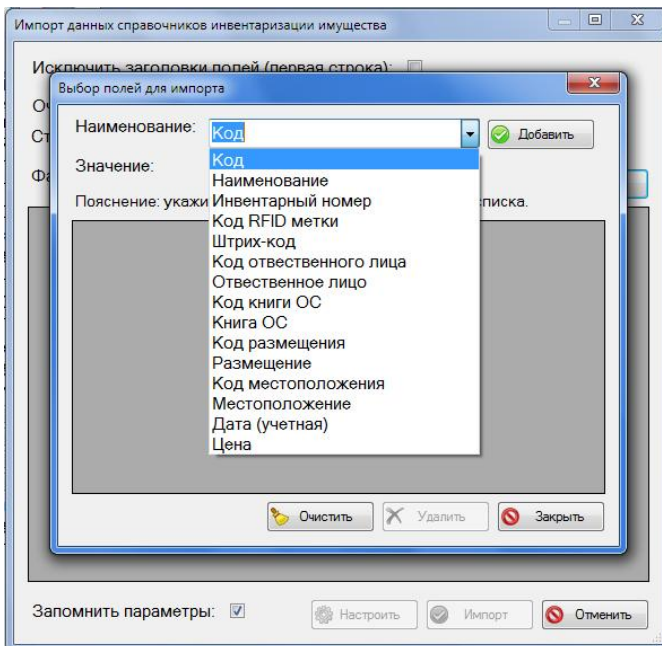 Импорт данных справочников инвентаризации имущества
Исключить заголовки полей (первая строка):
Выбор полей для импорта
Наименование: Код Добавить
Значение:
Пояснение: укажи писка.
Код
Наименование
Инвентарный номер
Код RFID метки
Штрих-код
Код отвественного лица
Отвественное лицо
Код книги ОС
Книга ОС
Код размещения
Размещение
Код местоположения
Местоположение
Дата (учетная)
Цена
Очистить Удалить Закрыть
Запомнить параметры: Настроить Импорт Отменить